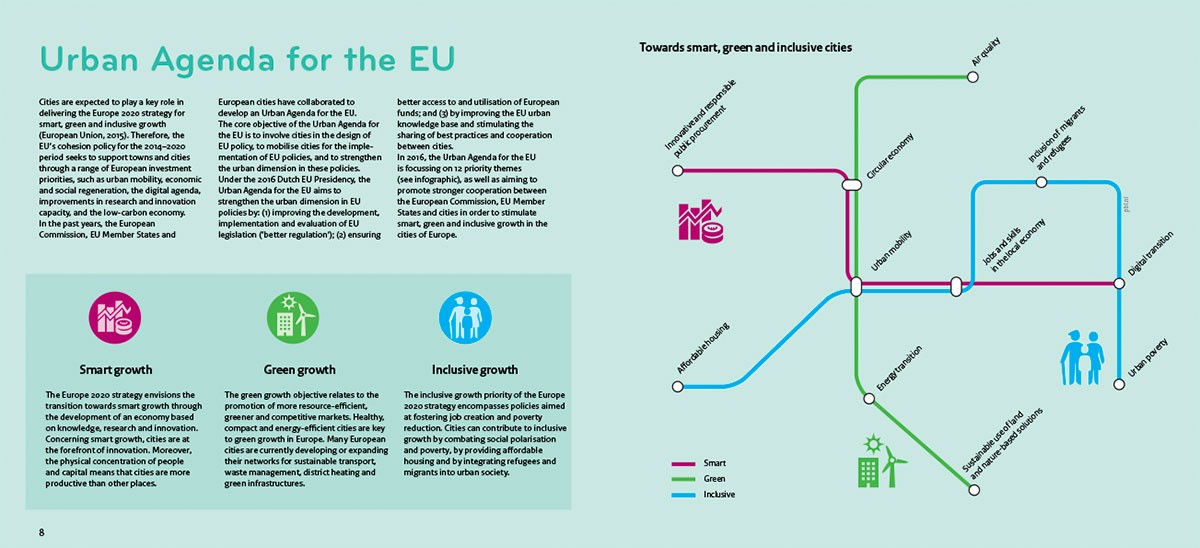 Urban Agenda for the EU
Cities are expected to play a key role in
delivering the Europe 2020 strategy for
smart, green and inclusive growth
(European Union, 2015). Therefore, the
EU's cohesion policy for the 2014–2020
period seeks to support towns and cities
through a range of European investment
priorities, such as urban mobility, economic
and social regeneration, the digital agenda,
improvements in research and innovation
capacity, and the low-carbon economy.
In the past years, the European
Commission, EU Member States and
European cities have collaborated to
develop an Urban Agenda for the EU.
The core objective of the Urban Agenda for
the EU is to involve cities in the design of
EU policy, to mobilise cities for the imple-
mentation of EU policies, and to strengthen
the urban dimension in these policies.
Under the 2016 Dutch EU Presidency, the
Urban Agenda for the EU aims to
strengthen the urban dimension in EU
policies by: (1) improving the development,
implementation and evaluation of EU
legislation ('better regulation'); (2) ensuring
better access to and utilisation of European
funds; and (3) by improving the EU urban
knowledge base and stimulating the
sharing of best practices and cooperation
between cities.
In 2016, the Urban Agenda for the EU
is focussing on 12 priority themes
(see infographic), as well as aiming to
promote stronger cooperation between
the European Commission, EU Member
States and cities in order to stimulate
smart, green and inclusive growth in the
cities of Europe.
Smart growth
The Europe 2020 strategy envisions the
transition towards smart growth through
the development of an economy based
on knowledge, research and innovation.
Concerning smart growth, cities are at
the forefront of innovation. Moreover,
the physical concentration of people
and capital means that cities are more
productive than other places.
Green growth
The green growth objective relates to the
promotion of more resource-efficient,
greener and competitive markets. Healthy,
compact and energy-efficient cities are key
to green growth in Europe. Many European
cities are currently developing or expanding
their networks for sustainable transport,
waste management, district heating and
green infrastructures.
Inclusive growth
The inclusive growth priority of the Europe
2020 strategy encompasses policies aimed
at fostering job creation and poverty
reduction. Cities can contribute to inclusive
growth by combating social polarisation
and poverty, by providing affordable
housing and by integrating refugees and
migrants into urban society.
8
Towards smart, green and inclusive cities
Air quality
Innovative and responsible
public procurement
Circular economy
Inclusion of migrants
and refugees
pbl.nl
Urban mobility
Jobs and skills
in the local economy
Digital transition
Affordable housing
Energy transition
Urban poverty
Sustainable use of land
and nature-based solutions
Smart
Green
Inclusive